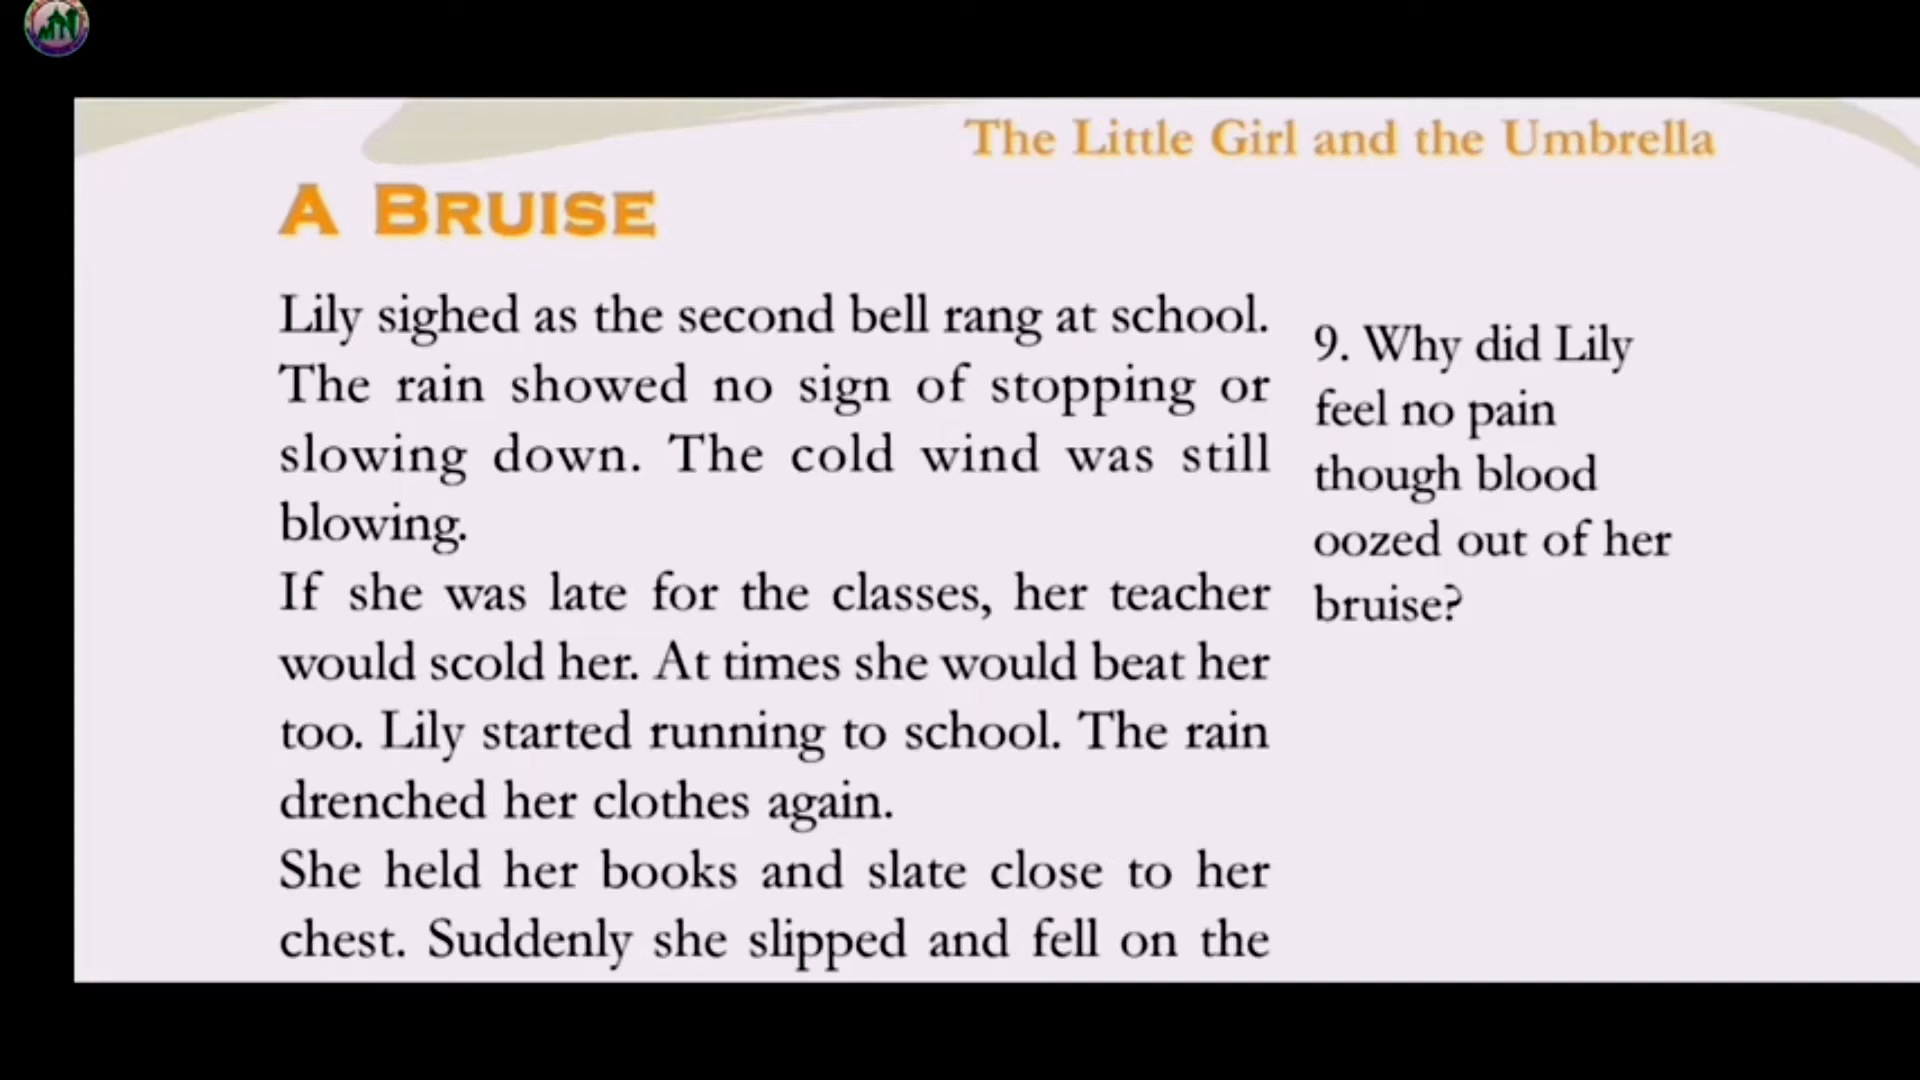 The Little Girl and the Umbrella
A BRUISE
Lily sighed as the second bell rang at school.
The rain showed no sign of stopping or
slowing down. The cold wind was still
blowing.
If she was late for the classes, her teacher
would scold her. At times she would beat her
too. Lily started running to school. The rain
drenched her clothes again.
She held her books and slate close to her
chest. Suddenly she slipped and fell on the
9. Why did Lily
feel no pain
though blood
oozed out of her
bruise?